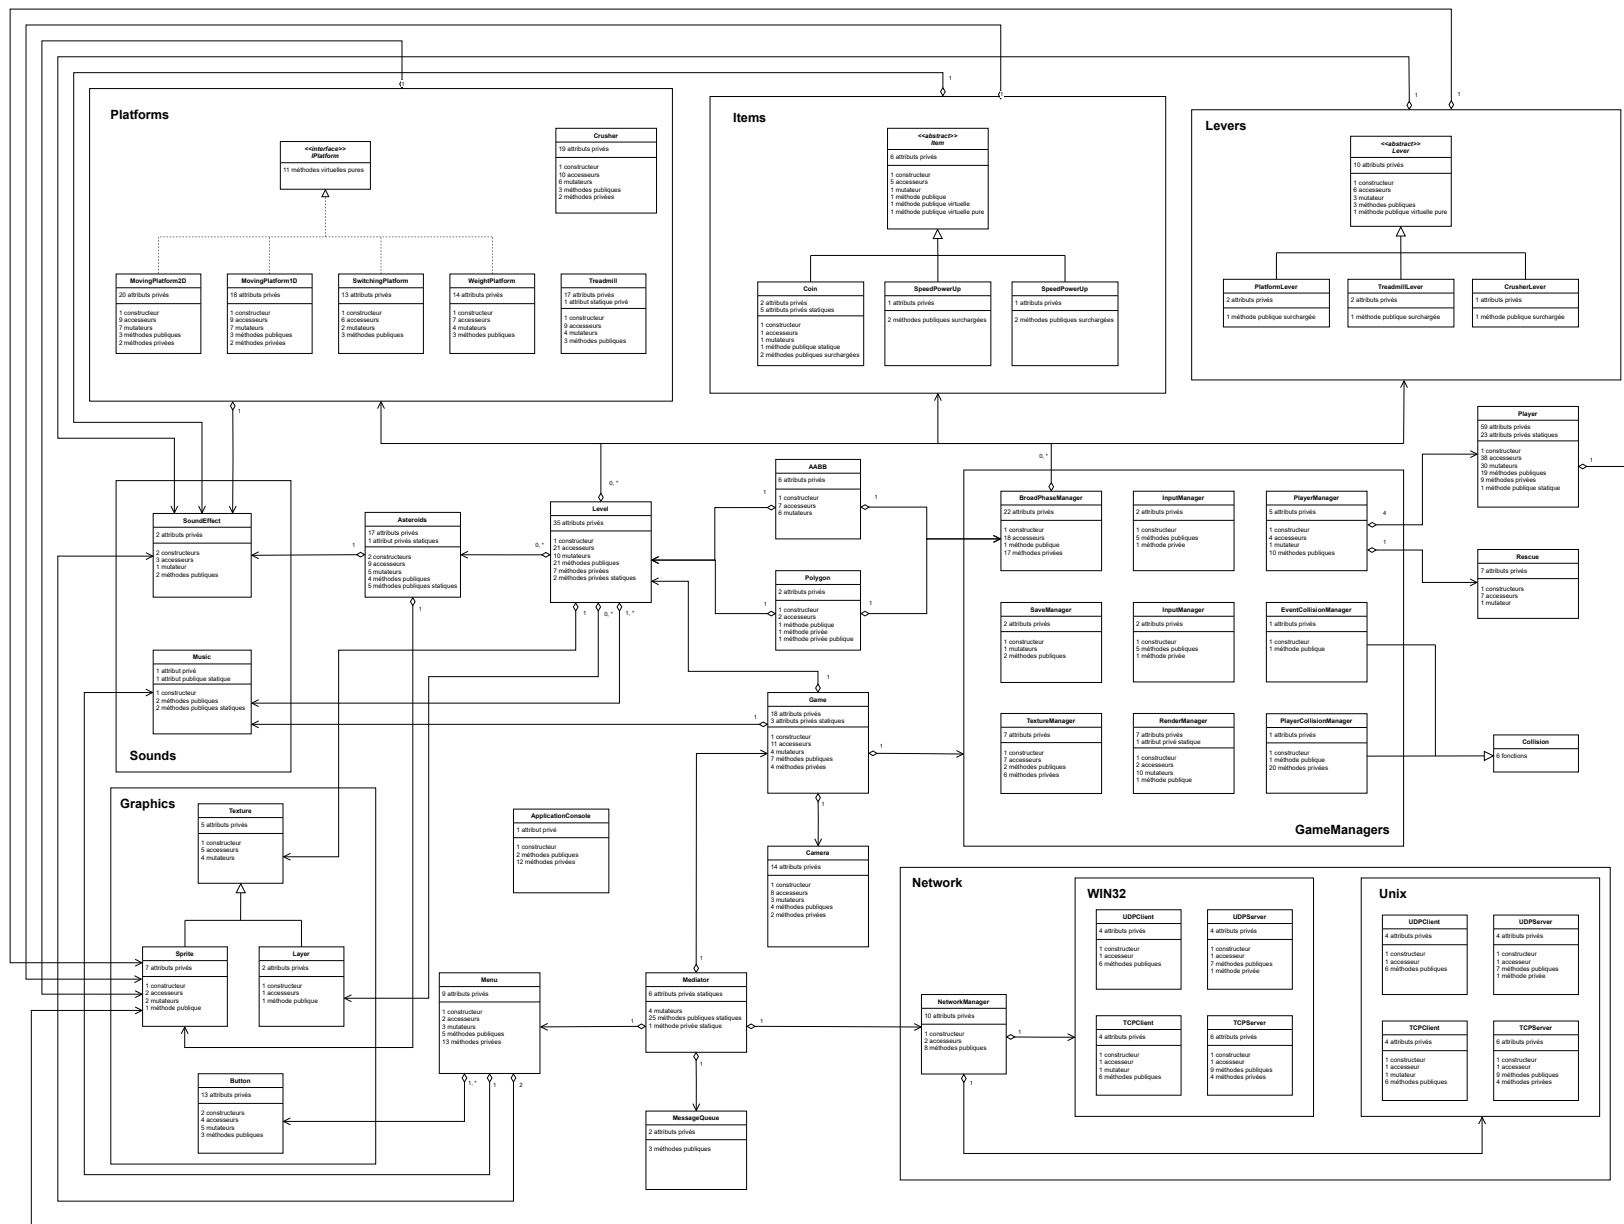 1
1
1
1
1
1
Platforms
<<interface>>
IPlatform
11 méthodes virtuelles pures
Crusher
19 attributs privés
1 constructeur
10 accesseurs
6 mutateurs
3 méthodes publiques
2 méthodes privées
MovingPlatform2D
20 attributs privés
1 constructeur
9 accesseurs
7 mutateurs
3 méthodes publiques
2 méthodes privées
MovingPlatform1D
18 attributs privés
1 constructeur
9 accesseurs
7 mutateurs
3 méthodes publiques
2 méthodes privées
SwitchingPlatform
13 attributs privés
1 constructeur
6 accesseurs
2 mutateurs
3 méthodes publiques
WeightPlatform
14 attributs privés
1 constructeur
7 accesseurs
4 mutateurs
3 méthodes publiques
Treadmill
17 attributs privés
1 attribut statique privé
1 constructeur
9 accesseurs
4 mutateurs
3 méthodes publiques
Items
<<abstract>>
Item
6 attributs privés
1 constructeur
5 accesseurs
1 mutateur
1 méthode publique
1 méthode publique virtuelle
1 méthode publique virtuelle pure
Coin
2 attributs privés
5 attributs privés statiques
1 constructeur
1 accesseurs
1 mutateurs
1 méthode publique statique
2 méthodes publiques surchargées
SpeedPowerUp
1 attributs privés
2 méthodes publiques surchargées
SpeedPowerUp
1 attributs privés
2 méthodes publiques surchargées
Levers
<<abstract>>
Lever
10 attributs privés
1 constructeur
6 accesseurs
3 mutateur
3 méthodes publiques
1 méthode publique virtuelle pure
PlatformLever
2 attributs privés
1 méthode publique surchargée
TreadmillLever
2 attributs privés
1 méthode publique surchargée
CrusherLever
1 attributs privés
1 méthode publique surchargée
1
0, *
0, *
Player
59 attributs privés
23 attributs privés statiques
1 constructeur
38 accesseurs
30 mutateurs
19 méthodes publiques
9 méthodes privées
1 méthode publique statique
1
SoundEffect
2 attributs privés
2 constructeurs
3 accesseurs
1 mutateur
2 méthodes publiques
Music
1 attribut privé
1 attribut publique statique
1 constructeur
2 méthodes publiques
2 méthodes publiques statiques
Sounds
1
Asteroids
17 attributs privés
1 attribut privés statiques
2 constructeurs
9 accesseurs
5 mutateurs
4 méthodes publiques
5 méthodes publiques statiques
1
0, *
Level
35 attributs privés
1 constructeur
21 accesseurs
10 mutateurs
21 méthodes publiques
7 méthodes privées
2 méthodes privées statiques
1
0, *
1, *
AABB
6 attributs privés
1 constructeur
7 accesseurs
6 mutateurs
1
1
Polygon
2 attributs privés
1 constructeur
2 accesseurs
1 méthode publique
1 méthode privée
1 méthode privée publique
1
1
BroadPhaseManager
22 attributs privés
1 constructeur
18 accesseurs
1 méthode publique
17 méthodes privées
InputManager
2 attributs privés
1 constructeur
5 méthodes publiques
1 méthode privée
PlayerManager
5 attributs privés
1 constructeur
4 accesseurs
1 mutateur
10 méthodes publiques
4
1
Rescue
7 attributs privés
1 constructeurs
7 accesseurs
1 mutateur
SaveManager
2 attributs privés
1 constructeur
1 mutateurs
2 méthodes publiques
InputManager
2 attributs privés
1 constructeur
5 méthodes publiques
1 méthode privée
EventCollisionManager
1 attributs privés
1 constructeur
1 méthode publique
TextureManager
7 attributs privés
1 constructeur
7 accesseurs
2 méthodes publiques
6 méthodes privées
RenderManager
7 attributs privés
1 attribut privé statique
1 constructeur
2 accesseurs
10 mutateurs
1 méthode publique
PlayerCollisionManager
1 attributs privés
1 constructeur
1 méthode publique
20 méthodes privées
GameManagers
Collision
6 fonctions
1
1
Game
18 attributs privés
3 attributs privés statiques
1 constructeur
11 accesseurs
4 mutateurs
7 méthodes publiques
4 méthodes privées
1
1
Camera
14 attributs privés
1 constructeur
8 accesseurs
3 mutateurs
4 méthodes publiques
2 méthodes privées
ApplicationConsole
1 attribut privé
1 constructeur
2 méthodes publiques
12 méthodes privées
Graphics
Texture
5 attributs privés
1 constructeur
5 accesseurs
4 mutateurs
Sprite
7 attributs privés
1 constructeur
2 accesseurs
2 mutateurs
1 méthode publique
Layer
2 attributs privés
1 constructeur
1 accesseurs
1 méthode publique
Button
13 attributs privés
2 constructeurs
4 accesseurs
5 mutateurs
3 méthodes publiques
Menu
9 attributs privés
1 constructeur
2 accesseurs
3 mutateurs
5 méthodes publiques
13 méthodes privées
1, *
1
2
1
1
Mediator
6 attributs privés statiques
4 mutateurs
25 méthodes publiques statiques
1 méthode privée statique
1
1
MessageQueue
2 attributs privés
3 méthodes publiques
Network
NetworkManager
10 attributs privés
1 constructeur
2 accesseurs
8 méthodes publiques
1
1
WIN32
UDPClient
4 attributs privés
1 constructeur
1 accesseur
6 méthodes publiques
UDPServer
4 attributs privés
1 constructeur
1 accesseur
7 méthodes publiques
1 méthode privée
TCPClient
4 attributs privés
1 constructeur
1 accesseur
1 mutateur
6 méthodes publiques
TCPServer
6 attributs privés
1 constructeur
1 accesseur
9 méthodes publiques
4 méthodes privées
Unix
UDPClient
4 attributs privés
1 constructeur
1 accesseur
6 méthodes publiques
UDPServer
4 attributs privés
1 constructeur
1 accesseur
7 méthodes publiques
1 méthode privée
TCPClient
4 attributs privés
1 constructeur
1 accesseur
1 mutateur
6 méthodes publiques
TCPServer
6 attributs privés
1 constructeur
1 accesseur
9 méthodes publiques
4 méthodes privées